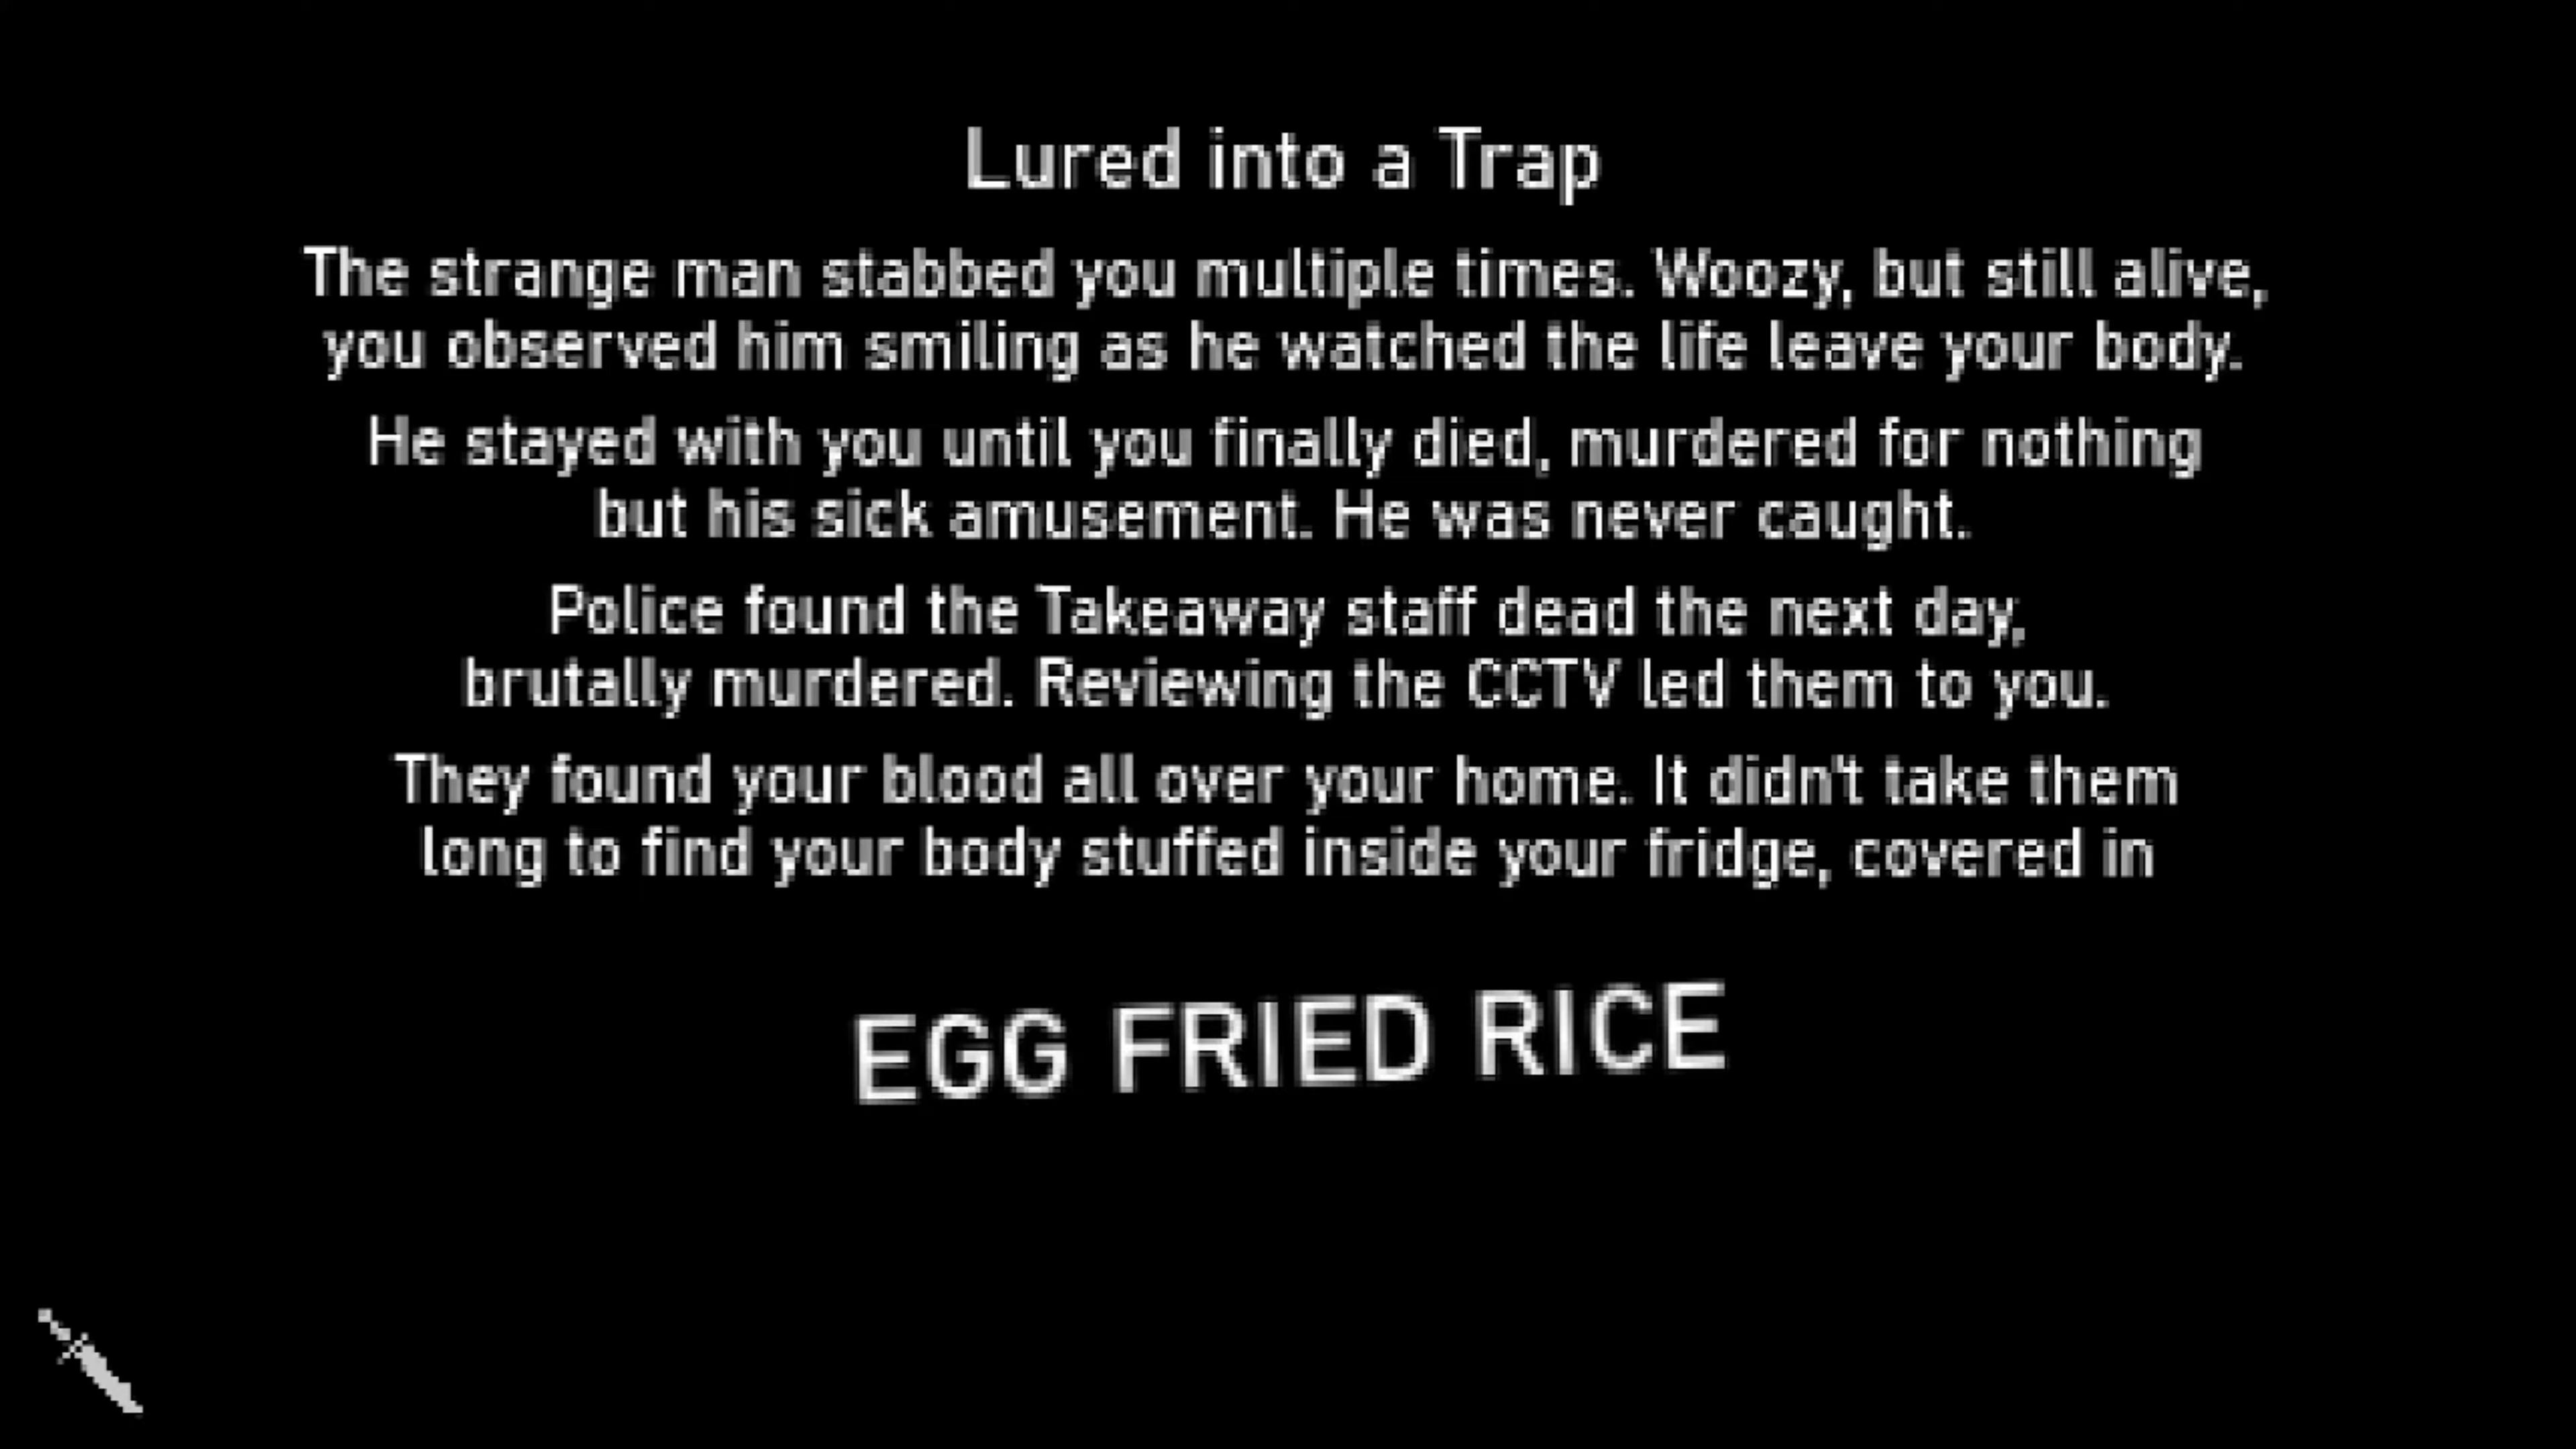 Lured into a Trap
The strange man stabbed you multiple times. Woozy, but still alive,
you observed him smiling as he watched the life leave your body.
He stayed with you until you finally died, murdered for nothing
but his sick amusement. He was never caught.
Police found the Takeaway staff dead the next day,
brutally murdered. Reviewing the CCTV led them to you.
They found your blood all over your home. It didn't take them
long to find your body stuffed inside your fridge, covered in
EGG FRIED RICE